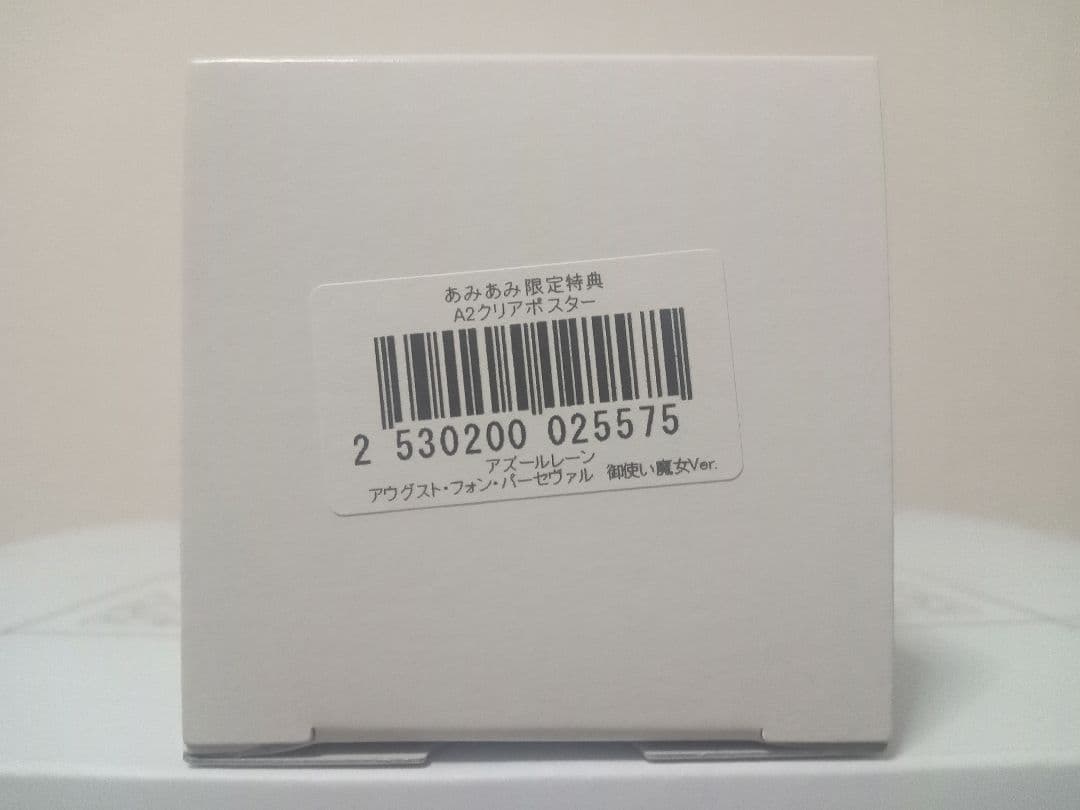 あみあみ限定特典
A2クリアポスター
2 530200 025575
アズールレーン
アウグスト・フォン・パーセヴァル 御使い魔女Ver.